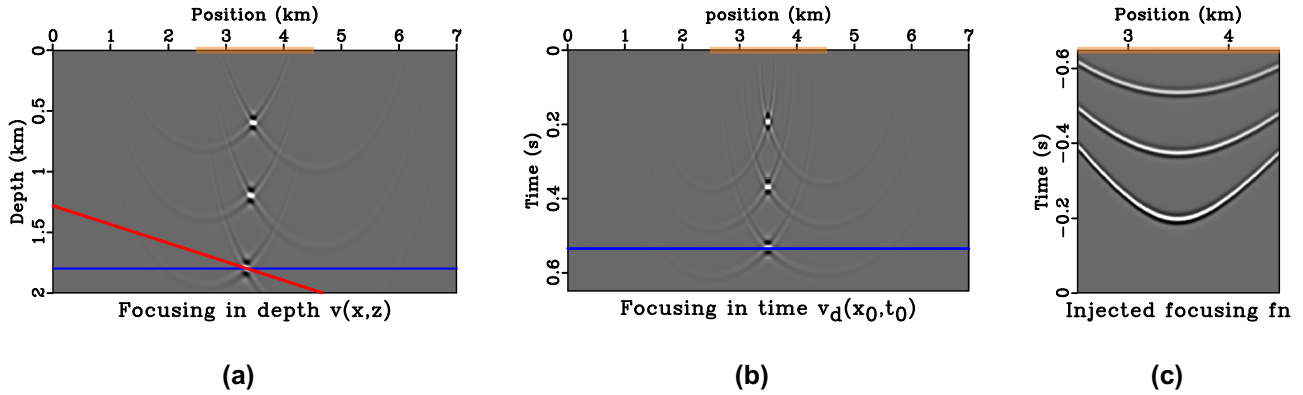 Position (km)
0 1 2 3 4 5 6 7
Depth (km)
0
0.5
1
1.5
2
Focusing in depth v(x,z)
(a)
position (km)
0 1 2 3 4 5 6 7
Time (s)
0
0.2
0.4
0.6
Focusing in time v_d(x_0,t_0)
(b)
Position (km)
3 4
Time (s)
−0.6
−0.4
−0.2
0
Injected focusing fn
(c)